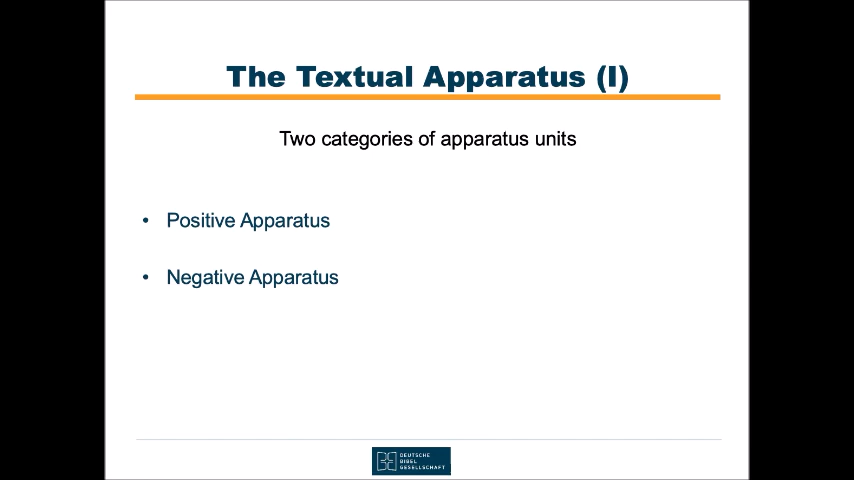 The Textual Apparatus (I)
Two categories of apparatus units
• Positive Apparatus
• Negative Apparatus
DEUTSCHE
BIBEL
GESELLSCHAFT